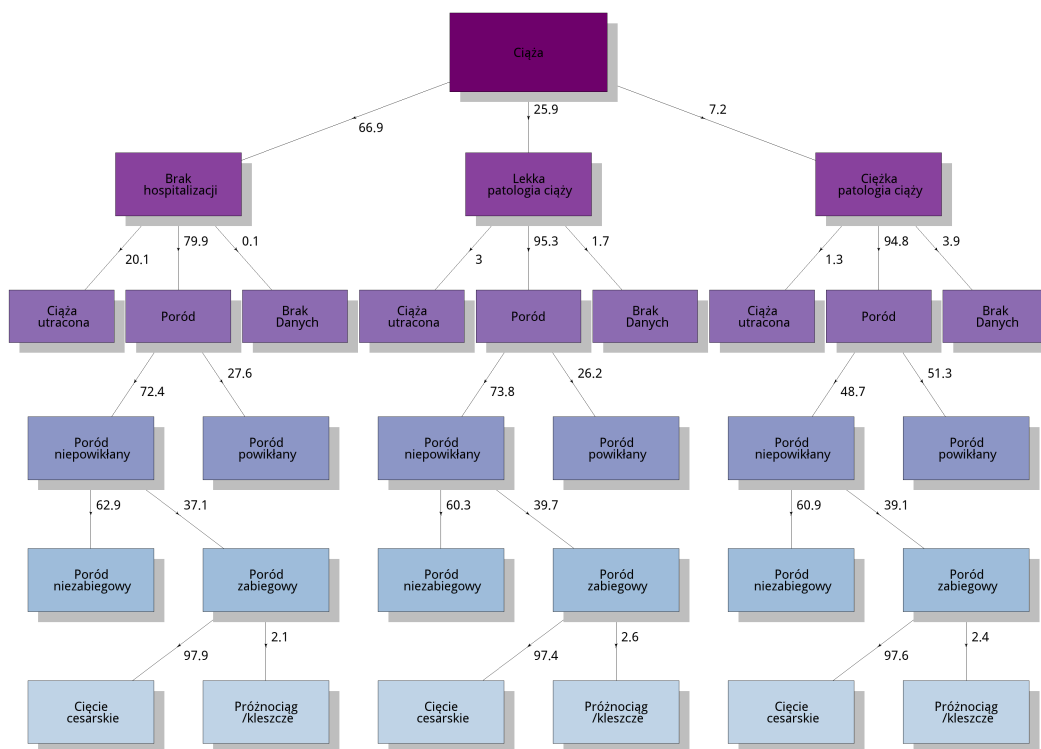 Ciąża
66.9
25.9
7.2
Brak
hospitalizacji
Lekka
patologia ciąży
Ciężka
patologia ciąży
20.1
79.9
0.1
3
95.3
1.7
1.3
94.8
3.9
Ciąża
utracona
Poród
Brak
Danych
Ciąża
utracona
Poród
Brak
Danych
Ciąża
utracona
Poród
Brak
Danych
72.4
27.6
73.8
26.2
48.7
51.3
Poród
niepowikłany
Poród
powikłany
Poród
niepowikłany
Poród
powikłany
Poród
niepowikłany
Poród
powikłany
62.9
37.1
60.3
39.7
60.9
39.1
Poród
niezabiegowy
Poród
zabiegowy
Poród
niezabiegowy
Poród
zabiegowy
Poród
niezabiegowy
Poród
zabiegowy
97.9
2.1
97.4
2.6
97.6
2.4
Cięcie
cesarskie
Próżnociąg
/kleszcze
Cięcie
cesarskie
Próżnociąg
/kleszcze
Cięcie
cesarskie
Próżnociąg
/kleszcze